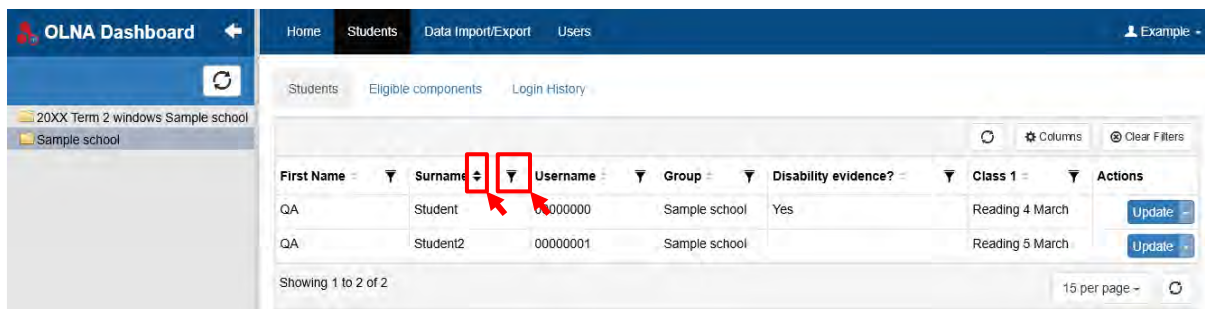 OLNA Dashboard
Home Students Data Import/Export Users Example
Students Eligible components Login History
20XX Term 2 windows Sample school
Sample school
Columns Clear Filters
First Name Surname Username Group Disability evidence? Class 1 Actions
QA Student 00000000 Sample school Yes Reading 4 March Update
QA Student2 00000001 Sample school Reading 5 March Update
Showing 1 to 2 of 2 15 per page